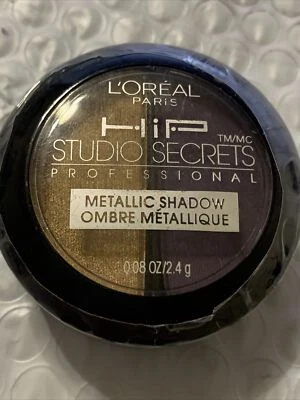 L'ORÉAL
PARIS
HiP
TM/MC
STUDIO SECRETS
PROFESSIONAL
METALLIC SHADOW
OMBRE MÉTALLIQUE
0.08 OZ/2.4 g